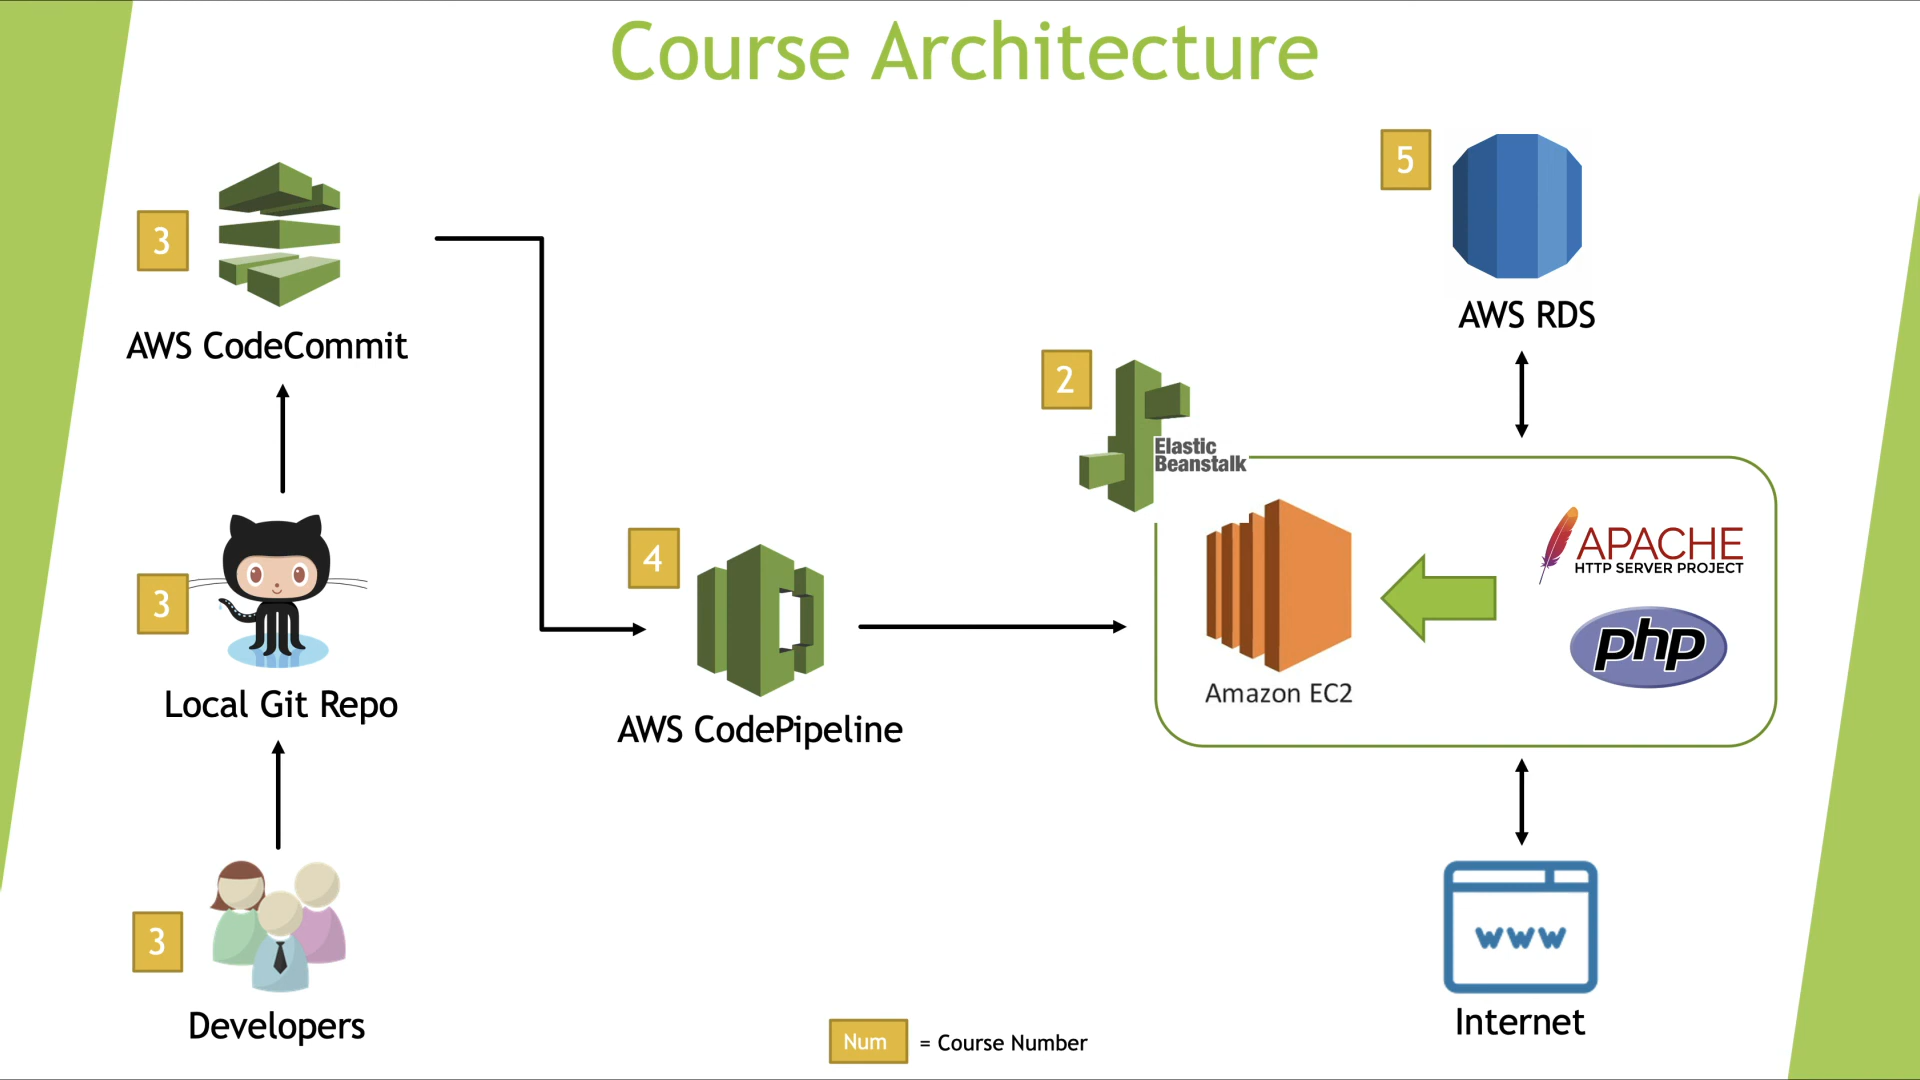 Course Architecture
3
AWS CodeCommit
3
Local Git Repo
3
Developers
4
AWS CodePipeline
2
Elastic
Beanstalk
5
AWS RDS
Amazon EC2
APACHE
HTTP SERVER PROJECT
php
www
Internet
Num = Course Number